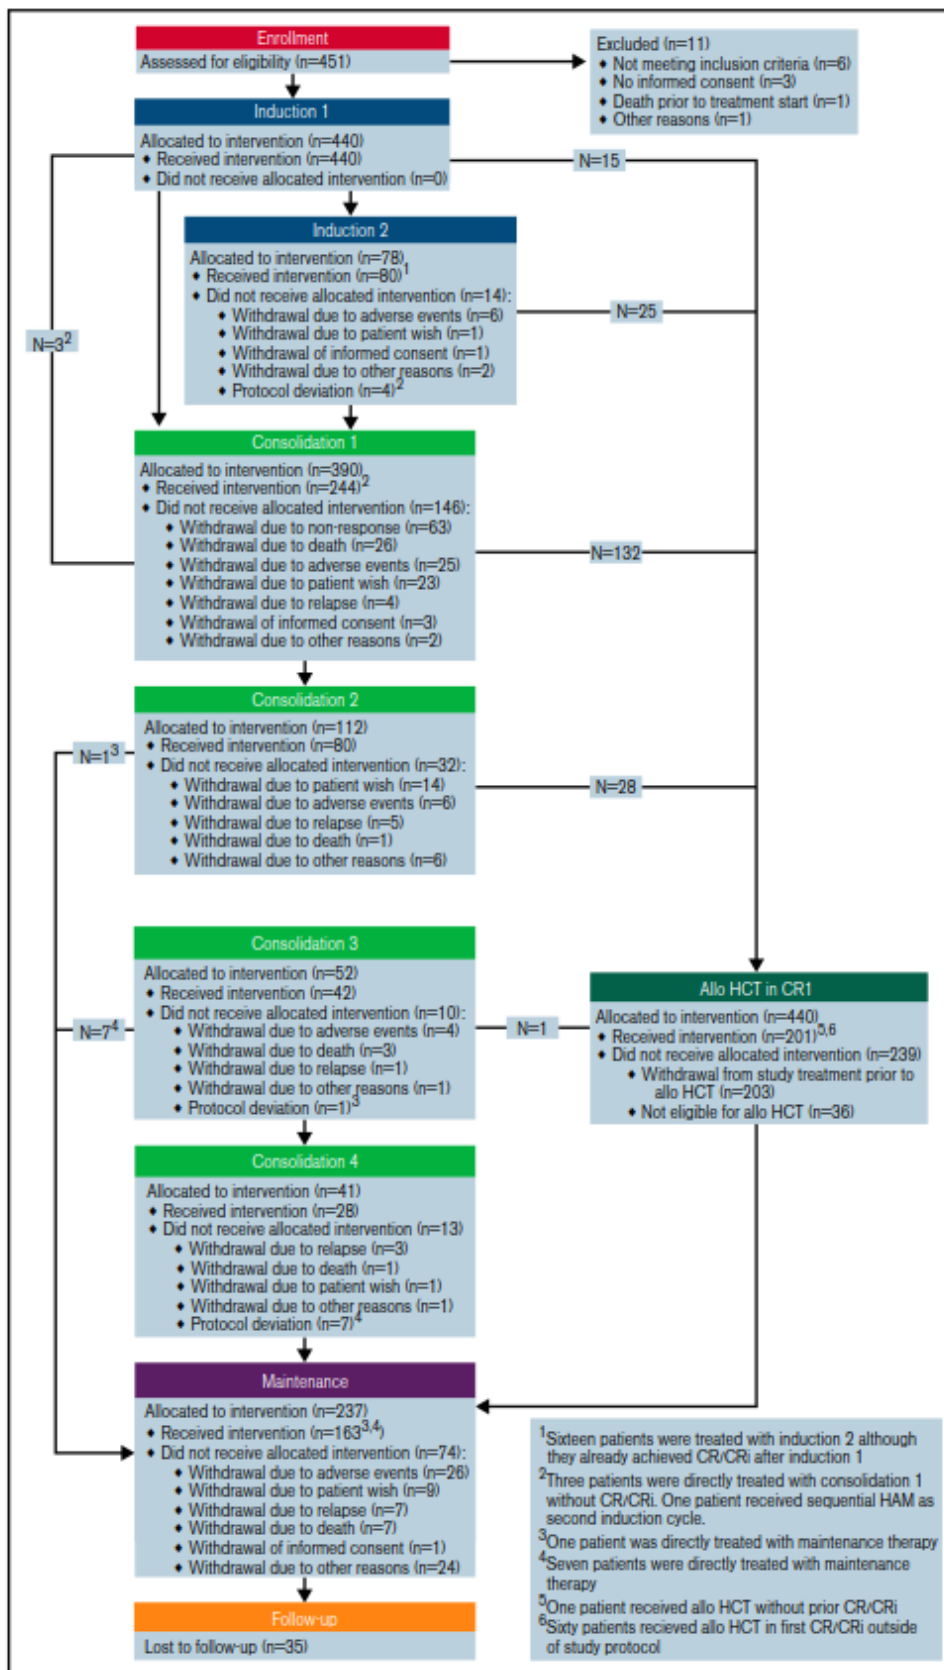 Enrollment
Assessed for eligibility (n=451)
Excluded (n=11)
♦ Not meeting inclusion criteria (n=6)
♦ No informed consent (n=3)
♦ Death prior to treatment start (n=1)
♦ Other reasons (n=1)
Induction 1
Allocated to intervention (n=440)
♦ Received intervention (n=440)
♦ Did not receive allocated intervention (n=0)
N=15
Induction 2
Allocated to intervention (n=78)
♦ Received intervention (n=80)1
♦ Did not receive allocated intervention (n=14):
♦ Withdrawal due to adverse events (n=6)
♦ Withdrawal due to patient wish (n=1)
♦ Withdrawal of informed consent (n=1)
♦ Withdrawal due to other reasons (n=2)
♦ Protocol deviation (n=4)2
N=25
N=32
Consolidation 1
Allocated to intervention (n=390)
♦ Received intervention (n=244)2
♦ Did not receive allocated intervention (n=146):
♦ Withdrawal due to non-response (n=63)
♦ Withdrawal due to death (n=26)
♦ Withdrawal due to adverse events (n=25)
♦ Withdrawal due to patient wish (n=23)
♦ Withdrawal due to relapse (n=4)
♦ Withdrawal of informed consent (n=3)
♦ Withdrawal due to other reasons (n=2)
N=132
Consolidation 2
Allocated to intervention (n=112)
♦ Received intervention (n=80)
♦ Did not receive allocated intervention (n=32):
♦ Withdrawal due to patient wish (n=14)
♦ Withdrawal due to adverse events (n=6)
♦ Withdrawal due to relapse (n=5)
♦ Withdrawal due to death (n=1)
♦ Withdrawal due to other reasons (n=6)
N=13
N=28
Consolidation 3
Allocated to intervention (n=52)
♦ Received intervention (n=42)
♦ Did not receive allocated intervention (n=10):
♦ Withdrawal due to adverse events (n=4)
♦ Withdrawal due to death (n=3)
♦ Withdrawal due to relapse (n=1)
♦ Withdrawal due to other reasons (n=1)
♦ Protocol deviation (n=1)3
N=74
N=1
Allo HCT in CR1
Allocated to intervention (n=440)
♦ Received intervention (n=201)5,6
♦ Did not receive allocated intervention (n=239)
♦ Withdrawal from study treatment prior to
allo HCT (n=203)
♦ Not eligible for allo HCT (n=36)
Consolidation 4
Allocated to intervention (n=41)
♦ Received intervention (n=28)
♦ Did not receive allocated intervention (n=13)
♦ Withdrawal due to relapse (n=3)
♦ Withdrawal due to death (n=1)
♦ Withdrawal due to patient wish (n=1)
♦ Withdrawal due to other reasons (n=1)
♦ Protocol deviation (n=7)4
Maintenance
Allocated to intervention (n=237)
♦ Received intervention (n=1633,4)
♦ Did not receive allocated intervention (n=74):
♦ Withdrawal due to adverse events (n=26)
♦ Withdrawal due to patient wish (n=9)
♦ Withdrawal due to relapse (n=7)
♦ Withdrawal due to death (n=7)
♦ Withdrawal of informed consent (n=1)
♦ Withdrawal due to other reasons (n=24)
Follow-up
Lost to follow-up (n=35)
1Sixteen patients were treated with induction 2 although
they already achieved CR/CRi after induction 1
2Three patients were directly treated with consolidation 1
without CR/CRi. One patient received sequential HAM as
second induction cycle.
3One patient was directly treated with maintenance therapy
4Seven patients were directly treated with maintenance
therapy
5One patient received allo HCT without prior CR/CRi
6Sixty patients recieved allo HCT in first CR/CRi outside
of study protocol